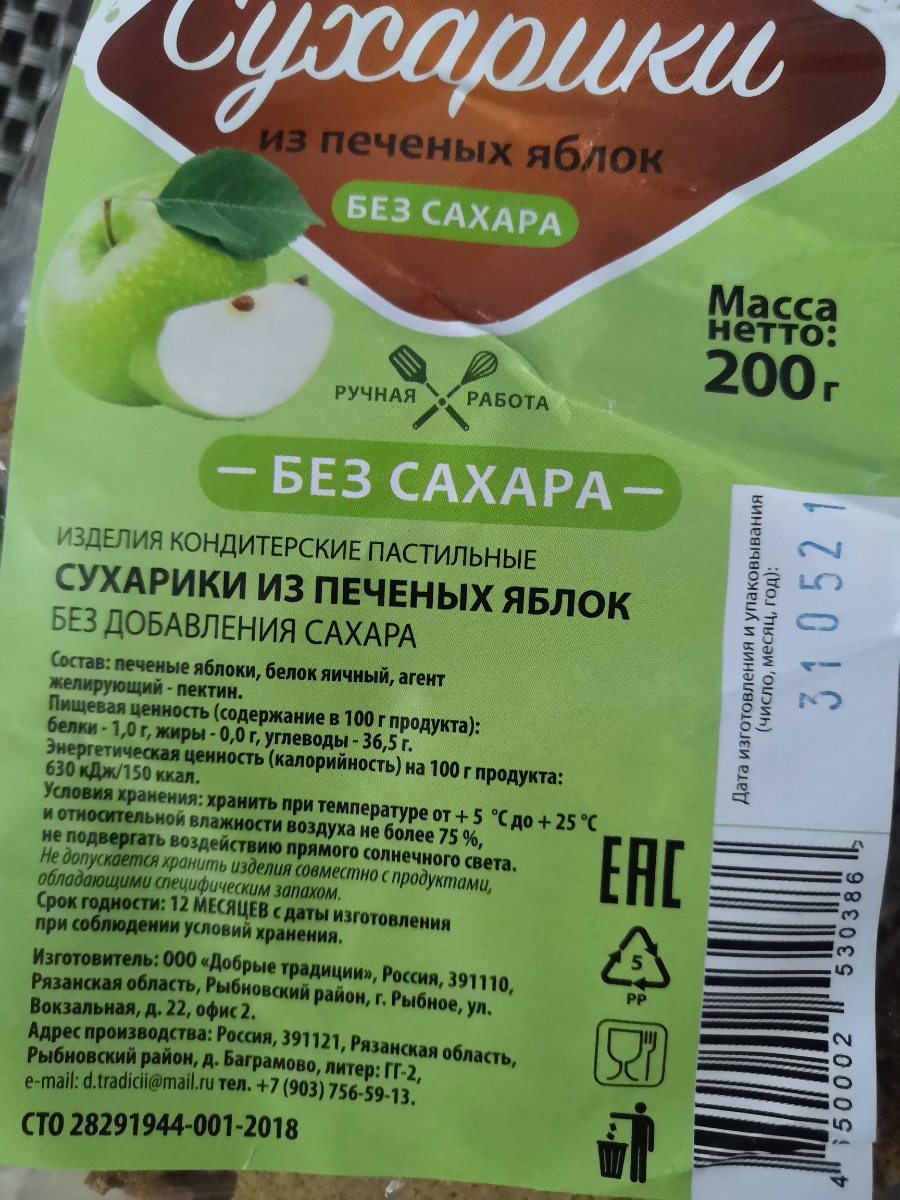 Сухарики
из печеных яблок
БЕЗ САХАРА
Масса
нетто:
200 г
РУЧНАЯ РАБОТА
– БЕЗ САХАРА –
ИЗДЕЛИЯ КОНДИТЕРСКИЕ ПАСТИЛЬНЫЕ
СУХАРИКИ ИЗ ПЕЧЕНЫХ ЯБЛОК
БЕЗ ДОБАВЛЕНИЯ САХАРА
Состав: печеные яблоки, белок яичный, агент
желирующий - пектин.
Пищевая ценность (содержание в 100 г продукта):
белки - 1,0 г, жиры - 0,0 г, углеводы - 36,5 г.
Энергетическая ценность (калорийность) на 100 г продукта:
630 кДж/150 ккал.
Условия хранения: хранить при температуре от + 5 °С до + 25 °С
и относительной влажности воздуха не более 75 %,
не подвергать воздействию прямого солнечного света.
Не допускается хранить изделия совместно с продуктами,
обладающими специфическим запахом.
Срок годности: 12 МЕСЯЦЕВ с даты изготовления
при соблюдении условий хранения.
Изготовитель: ООО «Добрые традиции», Россия, 391110,
Рязанская область, Рыбновский район, г. Рыбное, ул.
Вокзальная, д. 22, офис 2.
Адрес производства: Россия, 391121, Рязанская область,
Рыбновский район, д. Баграмово, литер: ГГ-2,
e-mail: d.tradicii@mail.ru тел. +7 (903) 756-59-13.
СТО 28291944-001-2018
EAC
5
PP
Дата изготовления и упаковывания
(число, месяц, год):
310521
4 650002 530386